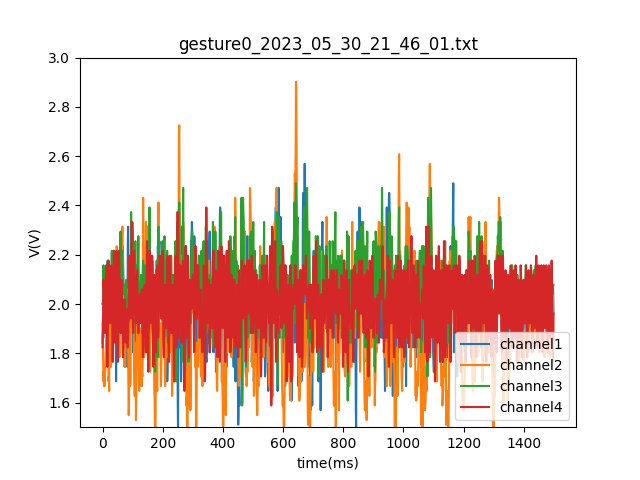 gesture0_2023_05_30_21_46_01.txt
3.0
2.8
2.6
2.4
2.2
2.0
1.8
1.6
V(V)
channel1
channel2
channel3
channel4
0 200 400 600 800 1000 1200 1400
time(ms)